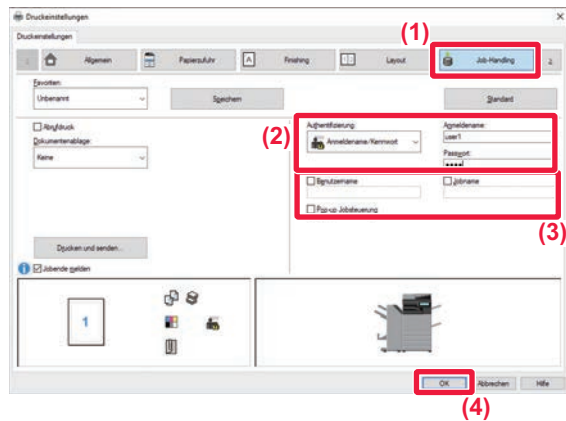 Druckeinstellungen
Druckeinstellungen
(1)
Allgemein
Papierzufuhr
A
Finishing
Layout
Job-Handling
Favoriten:
Unbenannt
Speichern
Standard
(2)
Abrufdruck
Dokumentenablage:
Keine
Authentifizierung:
Anmeldename/Kennwort
Anmeldename:
user1
Passwort:
••••
Benutzername
Jobname
Pop-up Jobsteuerung
(3)
Drucken und senden...
Jobende melden
1
OK
Abbrechen
Hilfe
(4)